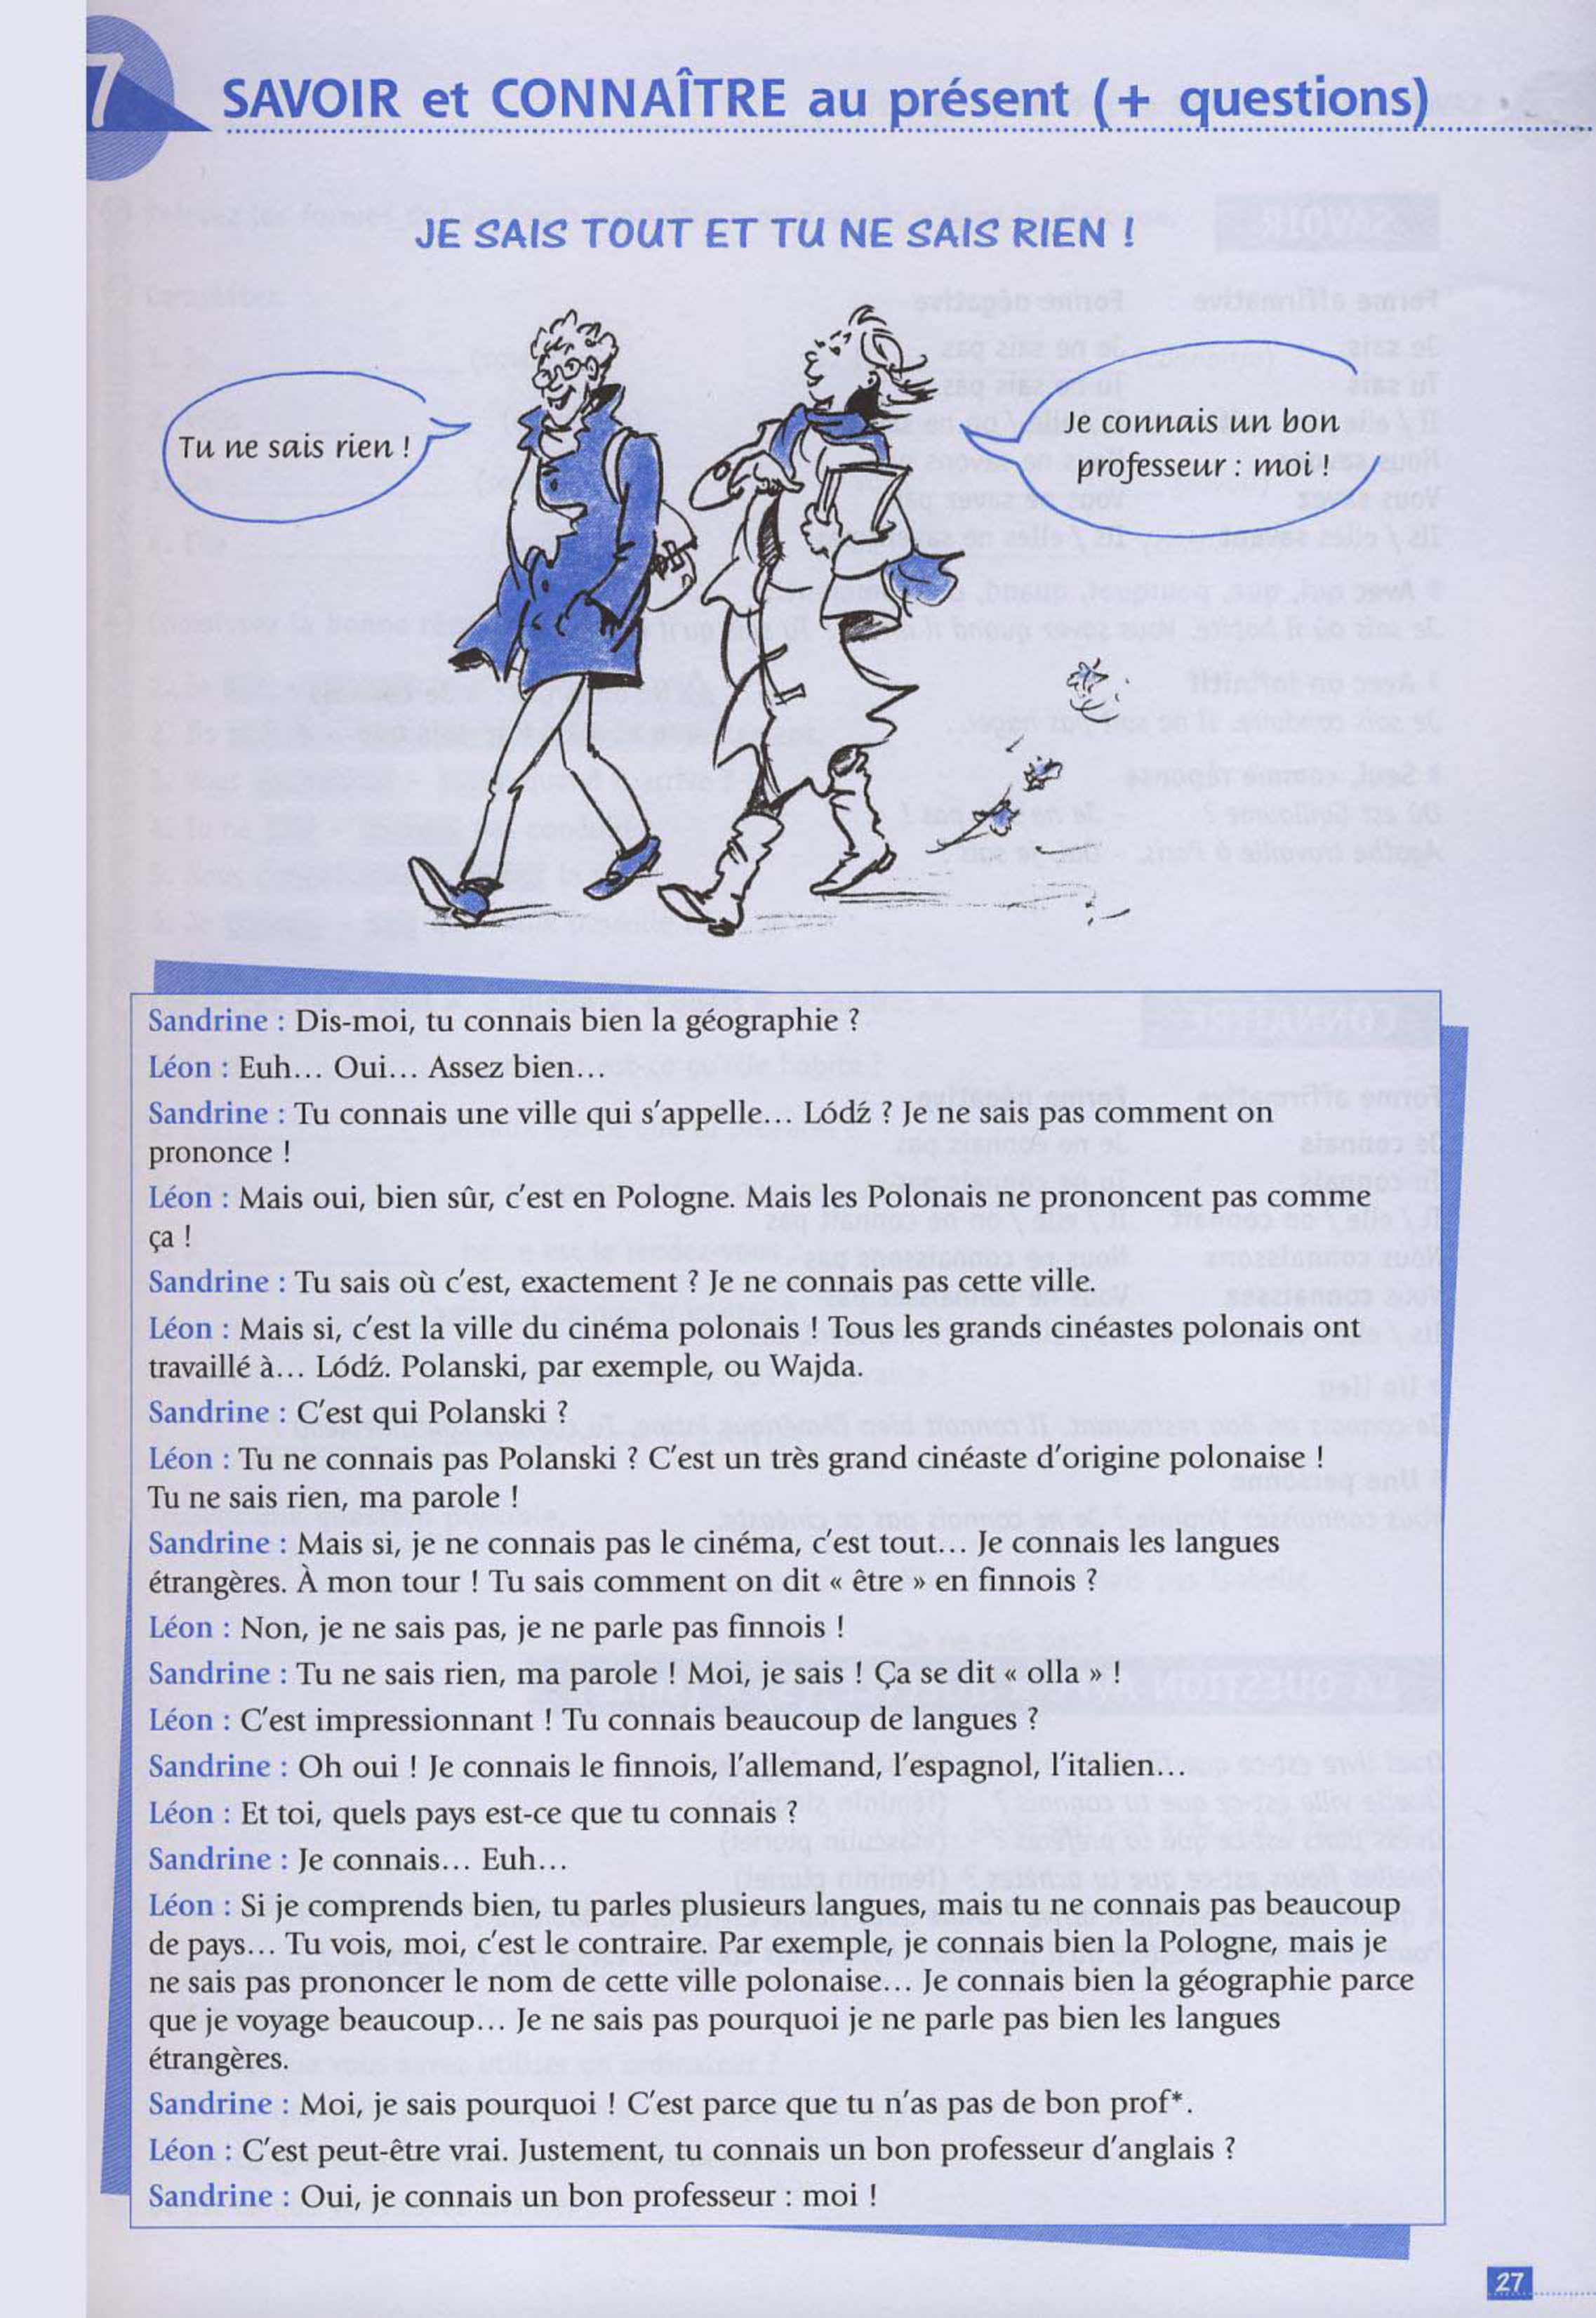 7
SAVOIR et CONNAÎTRE au présent (+ questions)
JE SAIS TOUT ET TU NE SAIS RIEN !
Tu ne sais rien !
Je connais un bon
professeur : moi !
Sandrine : Dis-moi, tu connais bien la géographie ?
Léon : Euh... Oui... Assez bien...
Sandrine : Tu connais une ville qui s'appelle... Lódź ? Je ne sais pas comment on
prononce !
Léon : Mais oui, bien sûr, c'est en Pologne. Mais les Polonais ne prononcent pas comme
ça !
Sandrine : Tu sais où c'est, exactement ? Je ne connais pas cette ville.
Léon : Mais si, c'est la ville du cinéma polonais ! Tous les grands cinéastes polonais ont
travaillé à... Lódź. Polanski, par exemple, ou Wajda.
Sandrine : C'est qui Polanski ?
Léon : Tu ne connais pas Polanski ? C'est un très grand cinéaste d'origine polonaise !
Tu ne sais rien, ma parole !
Sandrine : Mais si, je ne connais pas le cinéma, c'est tout... Je connais les langues
étrangères. À mon tour ! Tu sais comment on dit « être » en finnois ?
Léon : Non, je ne sais pas, je ne parle pas finnois !
Sandrine : Tu ne sais rien, ma parole ! Moi, je sais ! Ça se dit « olla » !
Léon : C'est impressionnant ! Tu connais beaucoup de langues ?
Sandrine : Oh oui ! Je connais le finnois, l'allemand, l'espagnol, l'italien...
Léon : Et toi, quels pays est-ce que tu connais ?
Sandrine : Je connais... Euh...
Léon : Si je comprends bien, tu parles plusieurs langues, mais tu ne connais pas beaucoup
de pays... Tu vois, moi, c'est le contraire. Par exemple, je connais bien la Pologne, mais je
ne sais pas prononcer le nom de cette ville polonaise... Je connais bien la géographie parce
que je voyage beaucoup... Je ne sais pas pourquoi je ne parle pas bien les langues
étrangères.
Sandrine : Moi, je sais pourquoi ! C'est parce que tu n'as pas de bon prof*.
Léon : C'est peut-être vrai. Justement, tu connais un bon professeur d'anglais ?
Sandrine : Oui, je connais un bon professeur : moi !
27